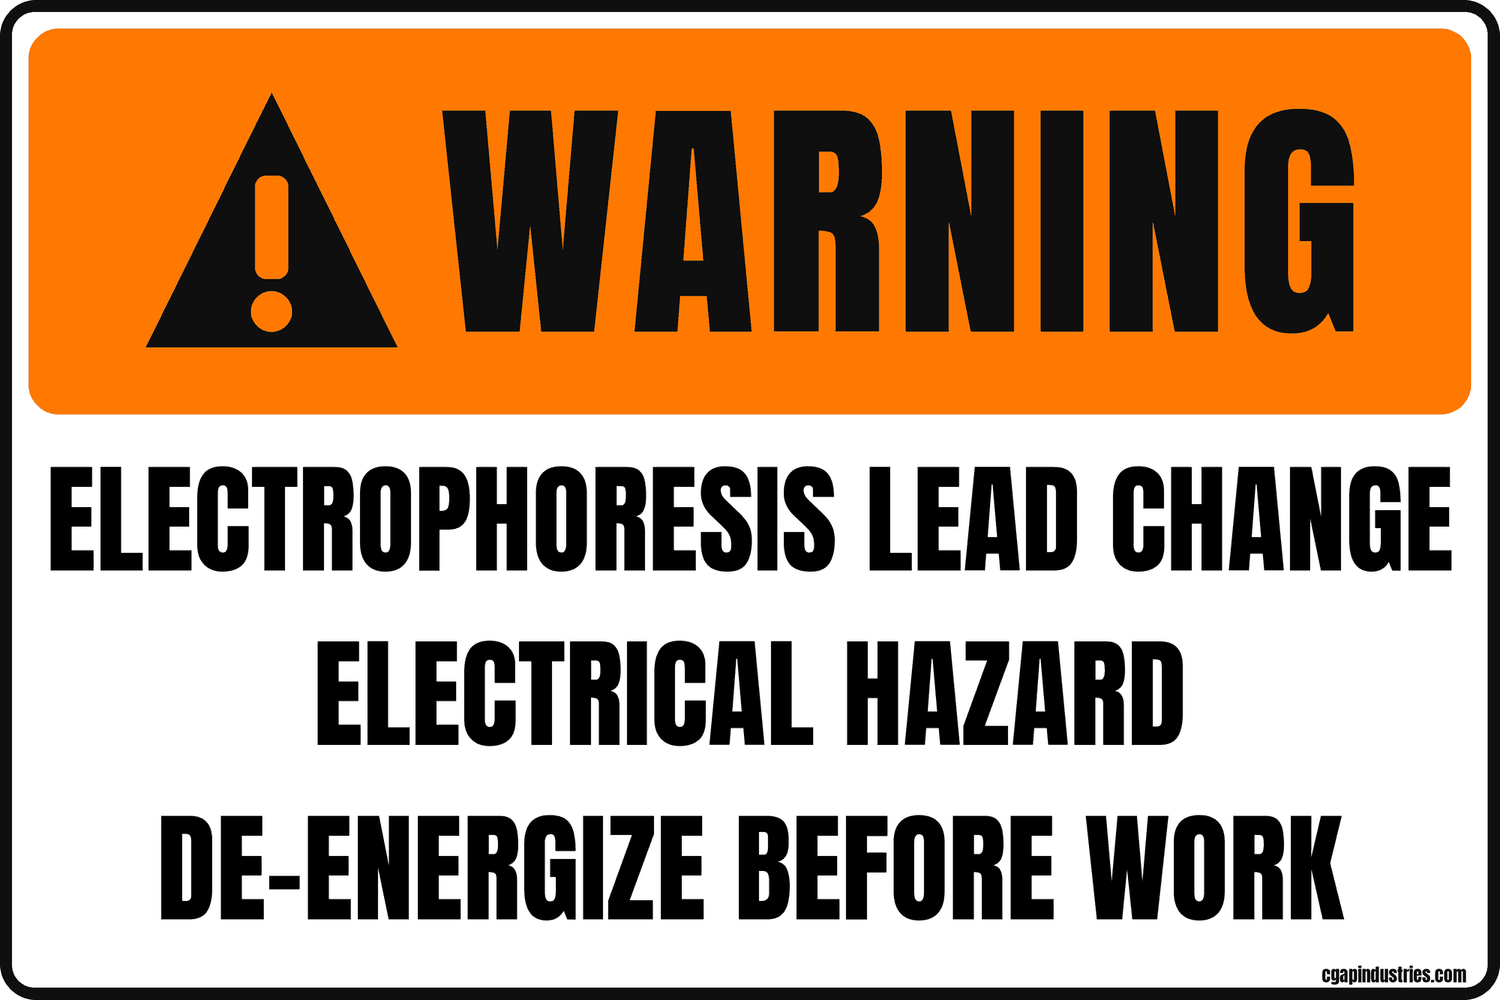 WARNING
ELECTROPHORESIS LEAD CHANGE
ELECTRICAL HAZARD
DE-ENERGIZE BEFORE WORK
cgapindustries.com